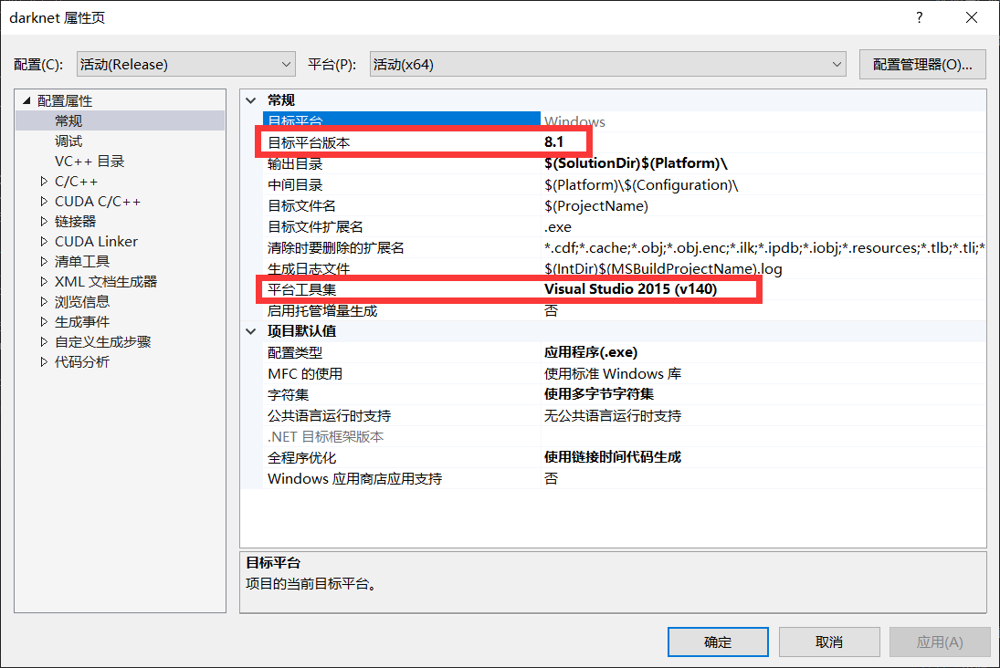 darknet 属性页
?
配置(C): 活动(Release) 平台(P): 活动(x64) 配置管理器(O)...
配置属性
常规
调试
VC++ 目录
C/C++
CUDA C/C++
链接器
CUDA Linker
清单工具
XML 文档生成器
浏览信息
生成事件
自定义生成步骤
代码分析
常规
目标平台 Windows
目标平台版本 8.1
输出目录 $(SolutionDir)$(Platform)\
中间目录 $(Platform)\$(Configuration)\
目标文件名 $(ProjectName)
目标文件扩展名 .exe
清除时要删除的扩展名 *.cdf;*.cache;*.obj;*.obj.enc;*.ilk;*.ipdb;*.iobj;*.resources;*.tlb;*.tli;*
生成日志文件 $(IntDir)$(MSBuildProjectName).log
平台工具集 Visual Studio 2015 (v140)
启用托管增量生成 否
项目默认值
配置类型 应用程序(.exe)
MFC 的使用 使用标准 Windows 库
字符集 使用多字节字符集
公共语言运行时支持 无公共语言运行时支持
.NET 目标框架版本
全程序优化 使用链接时间代码生成
Windows 应用商店应用支持 否
目标平台
项目的当前目标平台。
确定 取消 应用(A)